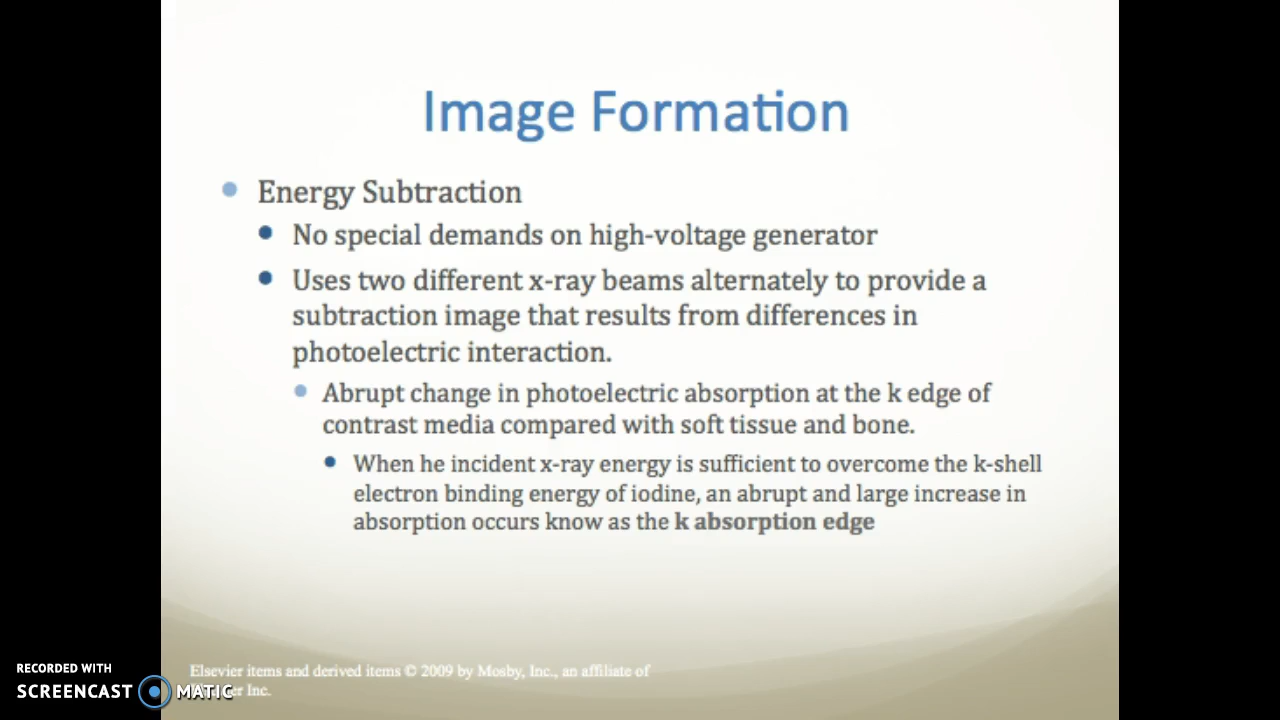 Image Formation
Energy Subtraction
No special demands on high-voltage generator
Uses two different x-ray beams alternately to provide a
subtraction image that results from differences in
photoelectric interaction.
Abrupt change in photoelectric absorption at the k edge of
contrast media compared with soft tissue and bone.
When he incident x-ray energy is sufficient to overcome the k-shell
electron binding energy of iodine, an abrupt and large increase in
absorption occurs know as the k absorption edge
Elsevier items and derived items © 2009 by Mosby, Inc., an affiliate of
Inc.
RECORDED WITH
SCREENCAST MATIC